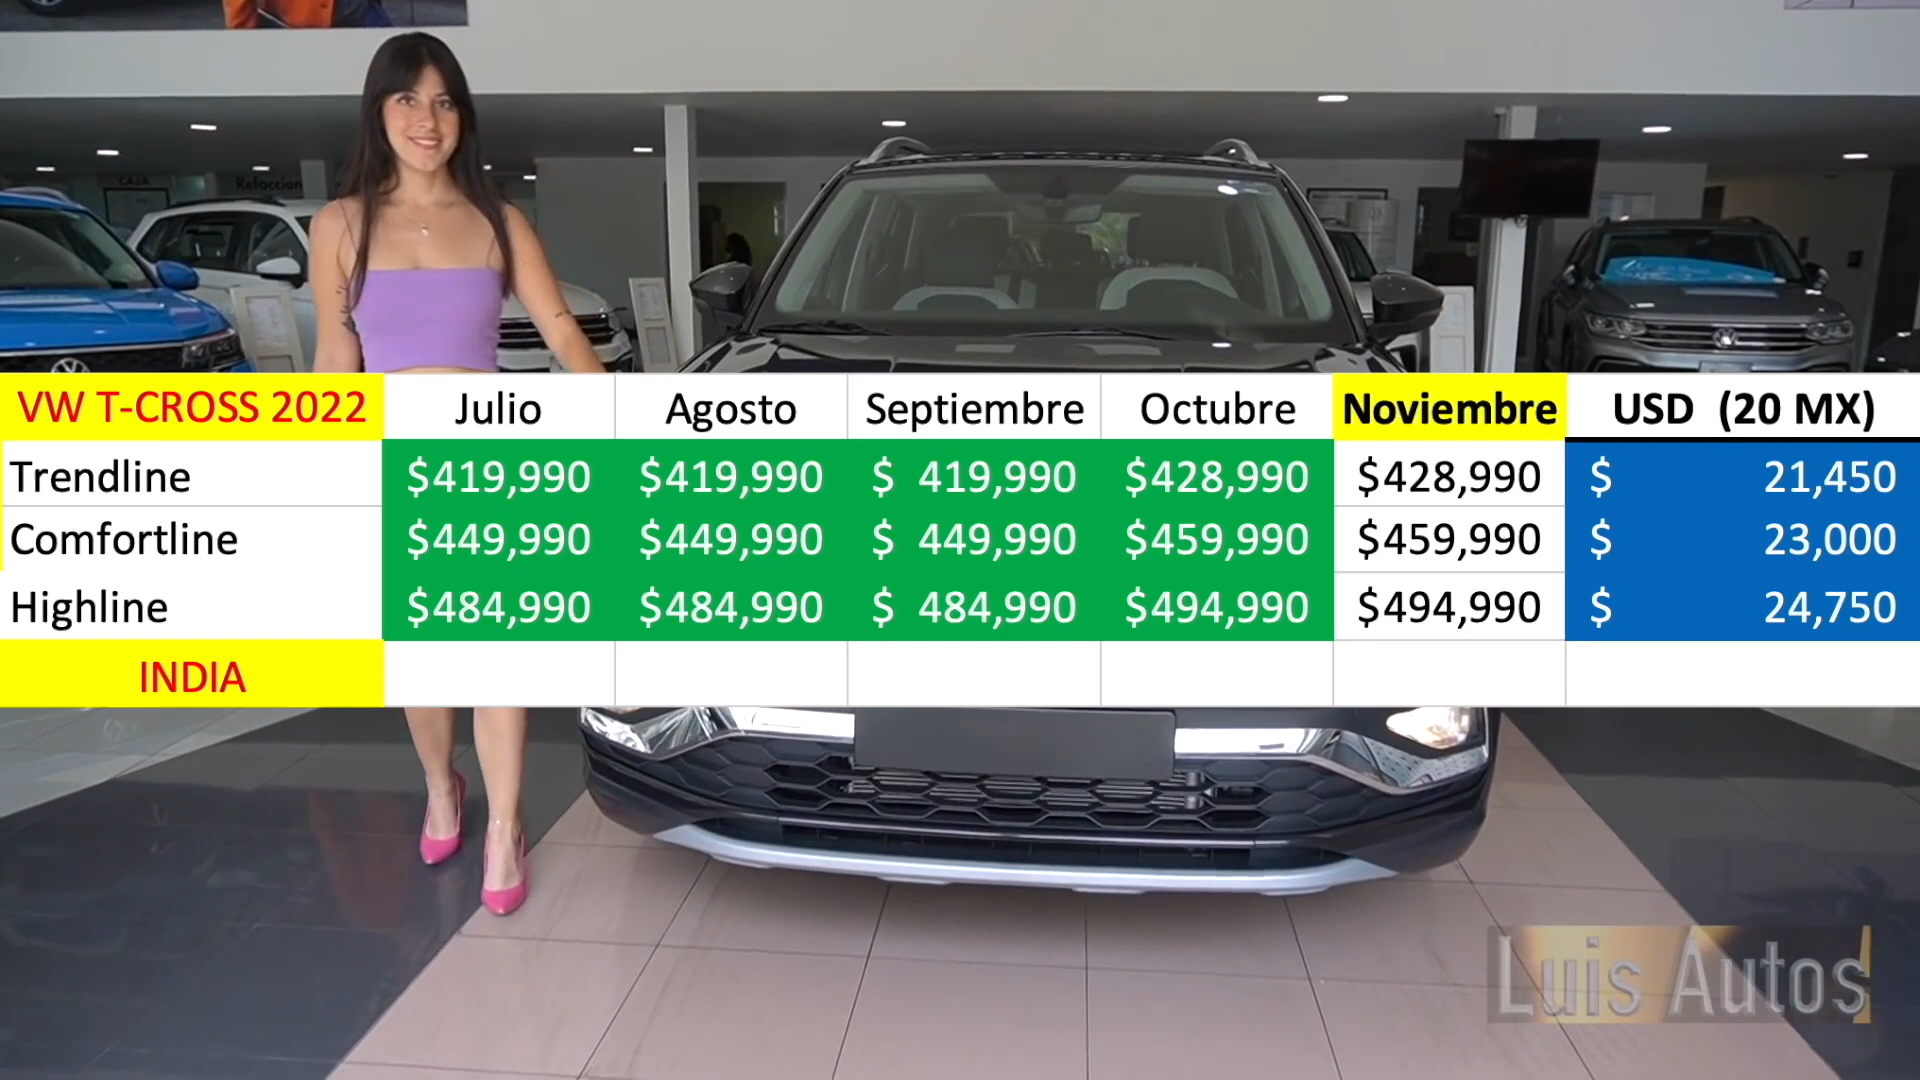 CAJA
Refaccion
VW T-CROSS 2022 Julio Agosto Septiembre Octubre Noviembre USD (20 MX)
Trendline $419,990 $419,990 $ 419,990 $428,990 $428,990 $ 21,450
Comfortline $449,990 $449,990 $ 449,990 $459,990 $459,990 $ 23,000
Highline $484,990 $484,990 $ 484,990 $494,990 $494,990 $ 24,750
INDIA
Luis Autos